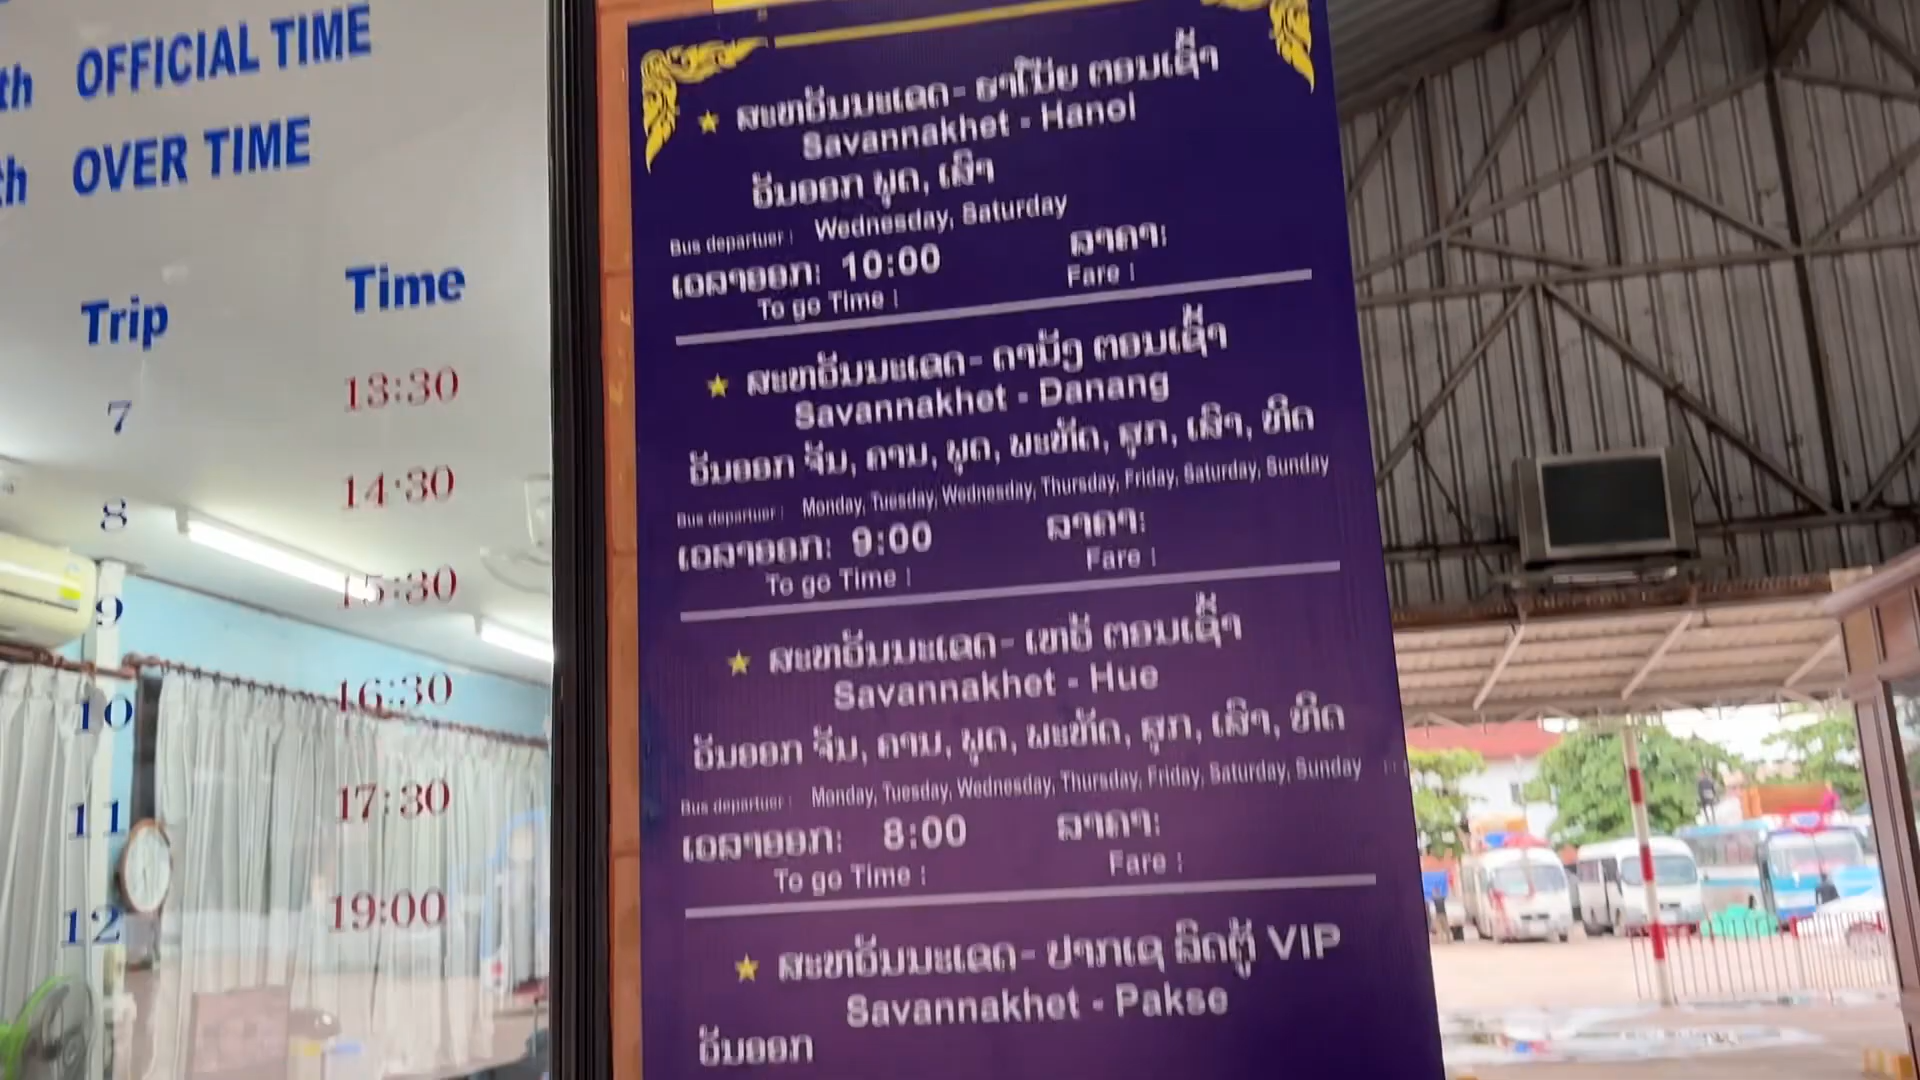 th OFFICIAL TIME
th OVER TIME
Trip Time
7 13:30
8 14:30
9 15:30
10 16:30
11 17:30
12 19:00
ສະຫວັນນະເຂດ- ຮາໂນ້ຍ ຕອນເຊົ້າ
Savannakhet - Hanoi
ວັນອອກ ພຸດ, ເສົາ
Bus departuer : Wednesday, Saturday
ເວລາອອກ: 10:00 ລາຄາ:
To go Time : Fare :
ສະຫວັນນະເຂດ- ດານັ່ງ ຕອນເຊົ້າ
Savannakhet - Danang
ວັນອອກ ຈັນ, ຄານ, ພຸດ, ພະຫັດ, ສຸກ, ເສົາ, ທິດ
Bus departuer : Monday, Tuesday, Wednesday, Thursday, Friday, Saturday, Sunday
ເວລາອອກ: 9:00 ລາຄາ:
To go Time : Fare :
ສະຫວັນນະເຂດ- ເຫວ້ ຕອນເຊົ້າ
Savannakhet - Hue
ວັນອອກ ຈັນ, ຄານ, ພຸດ, ພະຫັດ, ສຸກ, ເສົາ, ທິດ
Bus departuer : Monday, Tuesday, Wednesday, Thursday, Friday, Saturday, Sunday
ເວລາອອກ: 8:00 ລາຄາ:
To go Time : Fare :
ສະຫວັນນະເຂດ- ປາກເຊ ລົດຕູ້ VIP
Savannakhet - Pakse
ວັນອອກ